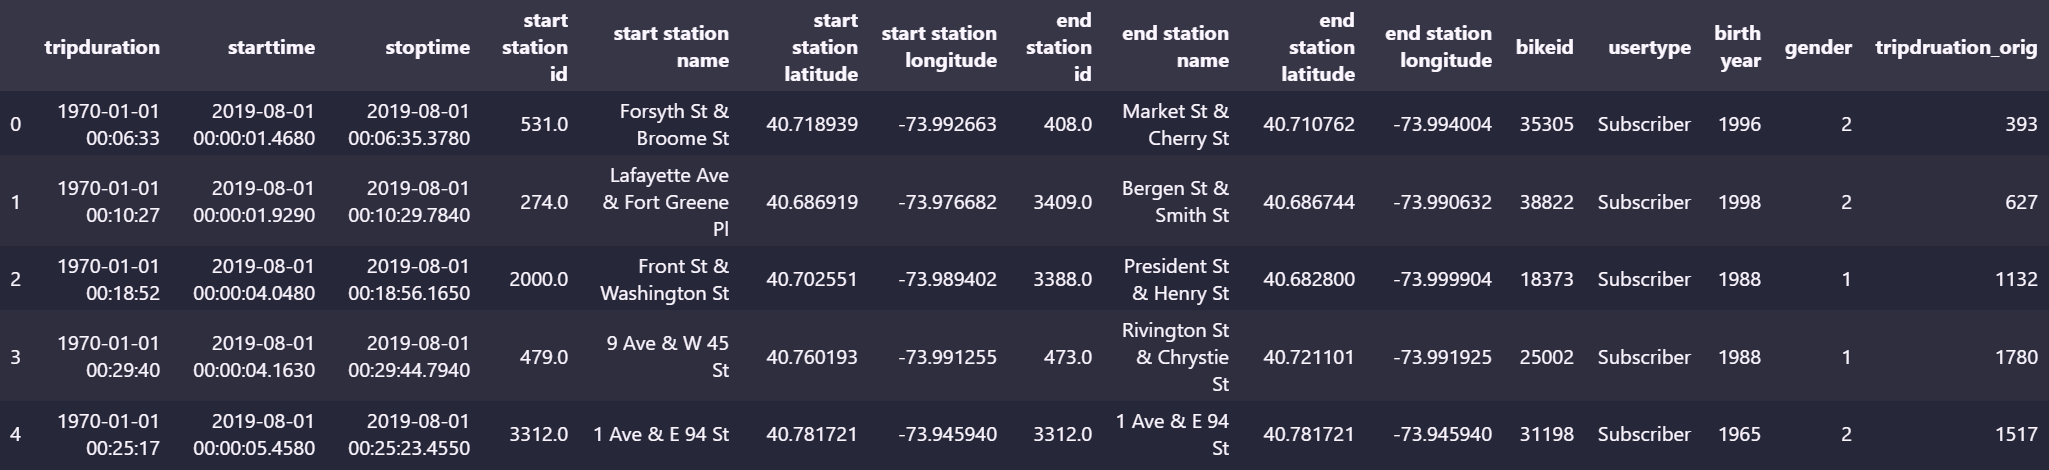 tripduration starttime stoptime start station id start station name start station latitude start station longitude end station id end station name end station latitude end station longitude bikeid usertype birth year gender tripdruation_orig
0 1970-01-01 00:06:33 2019-08-01 00:00:01.4680 2019-08-01 00:06:35.3780 531.0 Forsyth St & Broome St 40.718939 -73.992663 408.0 Market St & Cherry St 40.710762 -73.994004 35305 Subscriber 1996 2 393
1 1970-01-01 00:10:27 2019-08-01 00:00:01.9290 2019-08-01 00:10:29.7840 274.0 Lafayette Ave & Fort Greene Pl 40.686919 -73.976682 3409.0 Bergen St & Smith St 40.686744 -73.990632 38822 Subscriber 1998 2 627
2 1970-01-01 00:18:52 2019-08-01 00:00:04.0480 2019-08-01 00:18:56.1650 2000.0 Front St & Washington St 40.702551 -73.989402 3388.0 President St & Henry St 40.682800 -73.999904 18373 Subscriber 1988 1 1132
3 1970-01-01 00:29:40 2019-08-01 00:00:04.1630 2019-08-01 00:29:44.7940 479.0 9 Ave & W 45 St 40.760193 -73.991255 473.0 Rivington St & Chrystie St 40.721101 -73.991925 25002 Subscriber 1988 1 1780
4 1970-01-01 00:25:17 2019-08-01 00:00:05.4580 2019-08-01 00:25:23.4550 3312.0 1 Ave & E 94 St 40.781721 -73.945940 3312.0 1 Ave & E 94 St 40.781721 -73.945940 31198 Subscriber 1965 2 1517